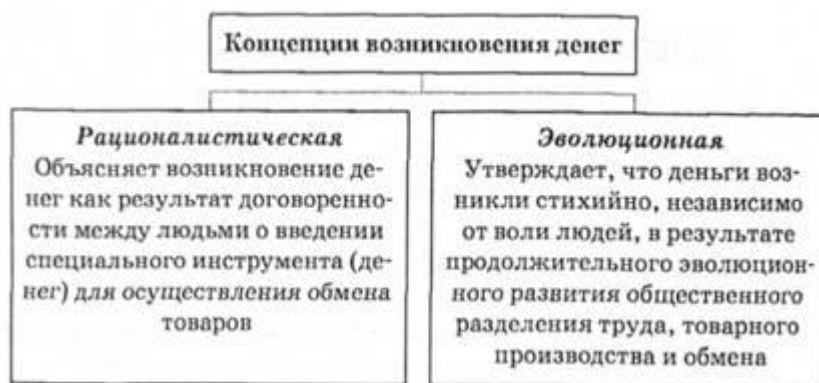 Концепции возникновения денег
Рационалистическая
Объясняет возникновение де-
нег как результат договоренно-
сти между людьми о введении
специального инструмента (де-
нег) для осуществления обмена
товаров
Эволюционная
Утверждает, что деньги воз-
никли стихийно, независимо
от воли людей, в результате
продолжительного эволюцион-
ного развития общественного
разделения труда, товарного
производства и обмена